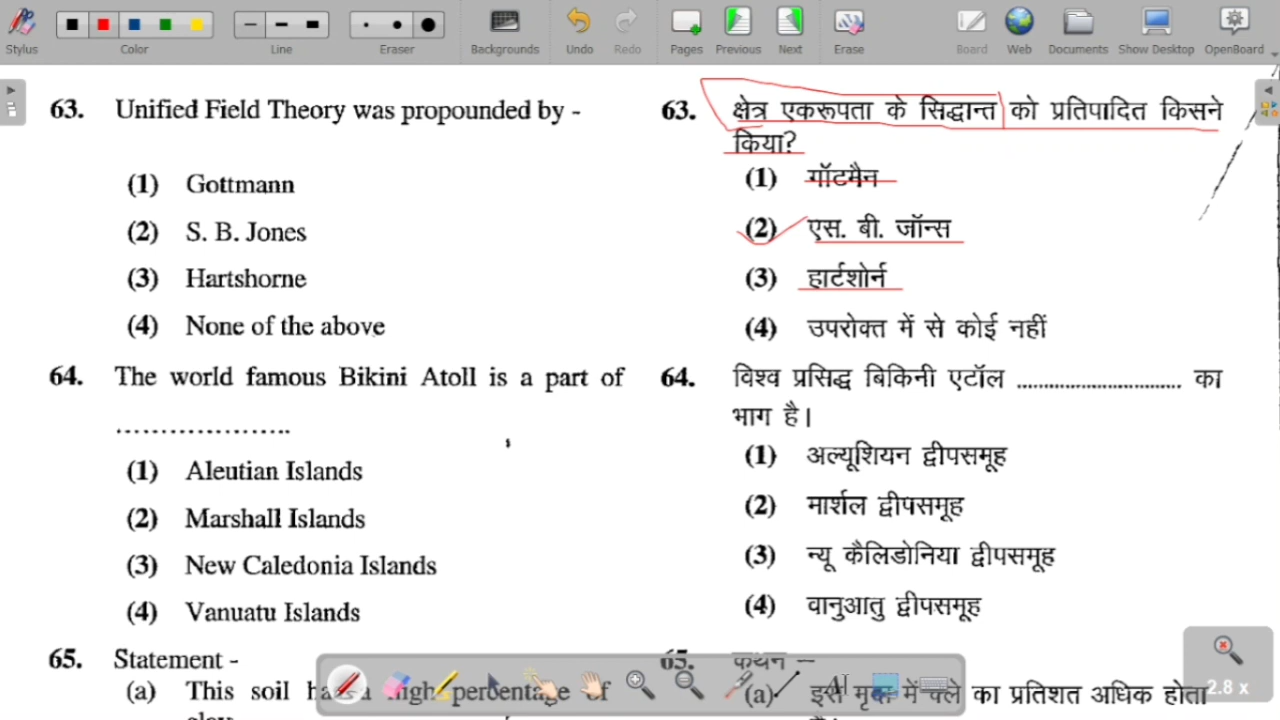 Stylus
Color
Line
Eraser
Backgrounds
Undo
Redo
Pages
Previous
Next
Erase
Board
Web
Documents
Show Desktop
OpenBoard
63. Unified Field Theory was propounded by -
(1) Gottmann
(2) S. B. Jones
(3) Hartshorne
(4) None of the above
64. The world famous Bikini Atoll is a part of
....................
(1) Aleutian Islands
(2) Marshall Islands
(3) New Caledonia Islands
(4) Vanuatu Islands
65. Statement -
(a) This soil has a high percentage of
63. क्षेत्र एकरूपता के सिद्धान्त को प्रतिपादित किसने
किया?
(1) गॉटमैन
(2) एस. बी. जॉन्स
(3) हार्टशोर्न
(4) उपरोक्त में से कोई नहीं
64. विश्व प्रसिद्ध बिकिनी एटॉल .............................. का
भाग है।
(1) अल्यूशियन द्वीपसमूह
(2) मार्शल द्वीपसमूह
(3) न्यू कैलिडोनिया द्वीपसमूह
(4) वानुआतु द्वीपसमूह
65. कथन –
(a) इस मृदा में क्ले का प्रतिशत अधिक होता
2.8 x